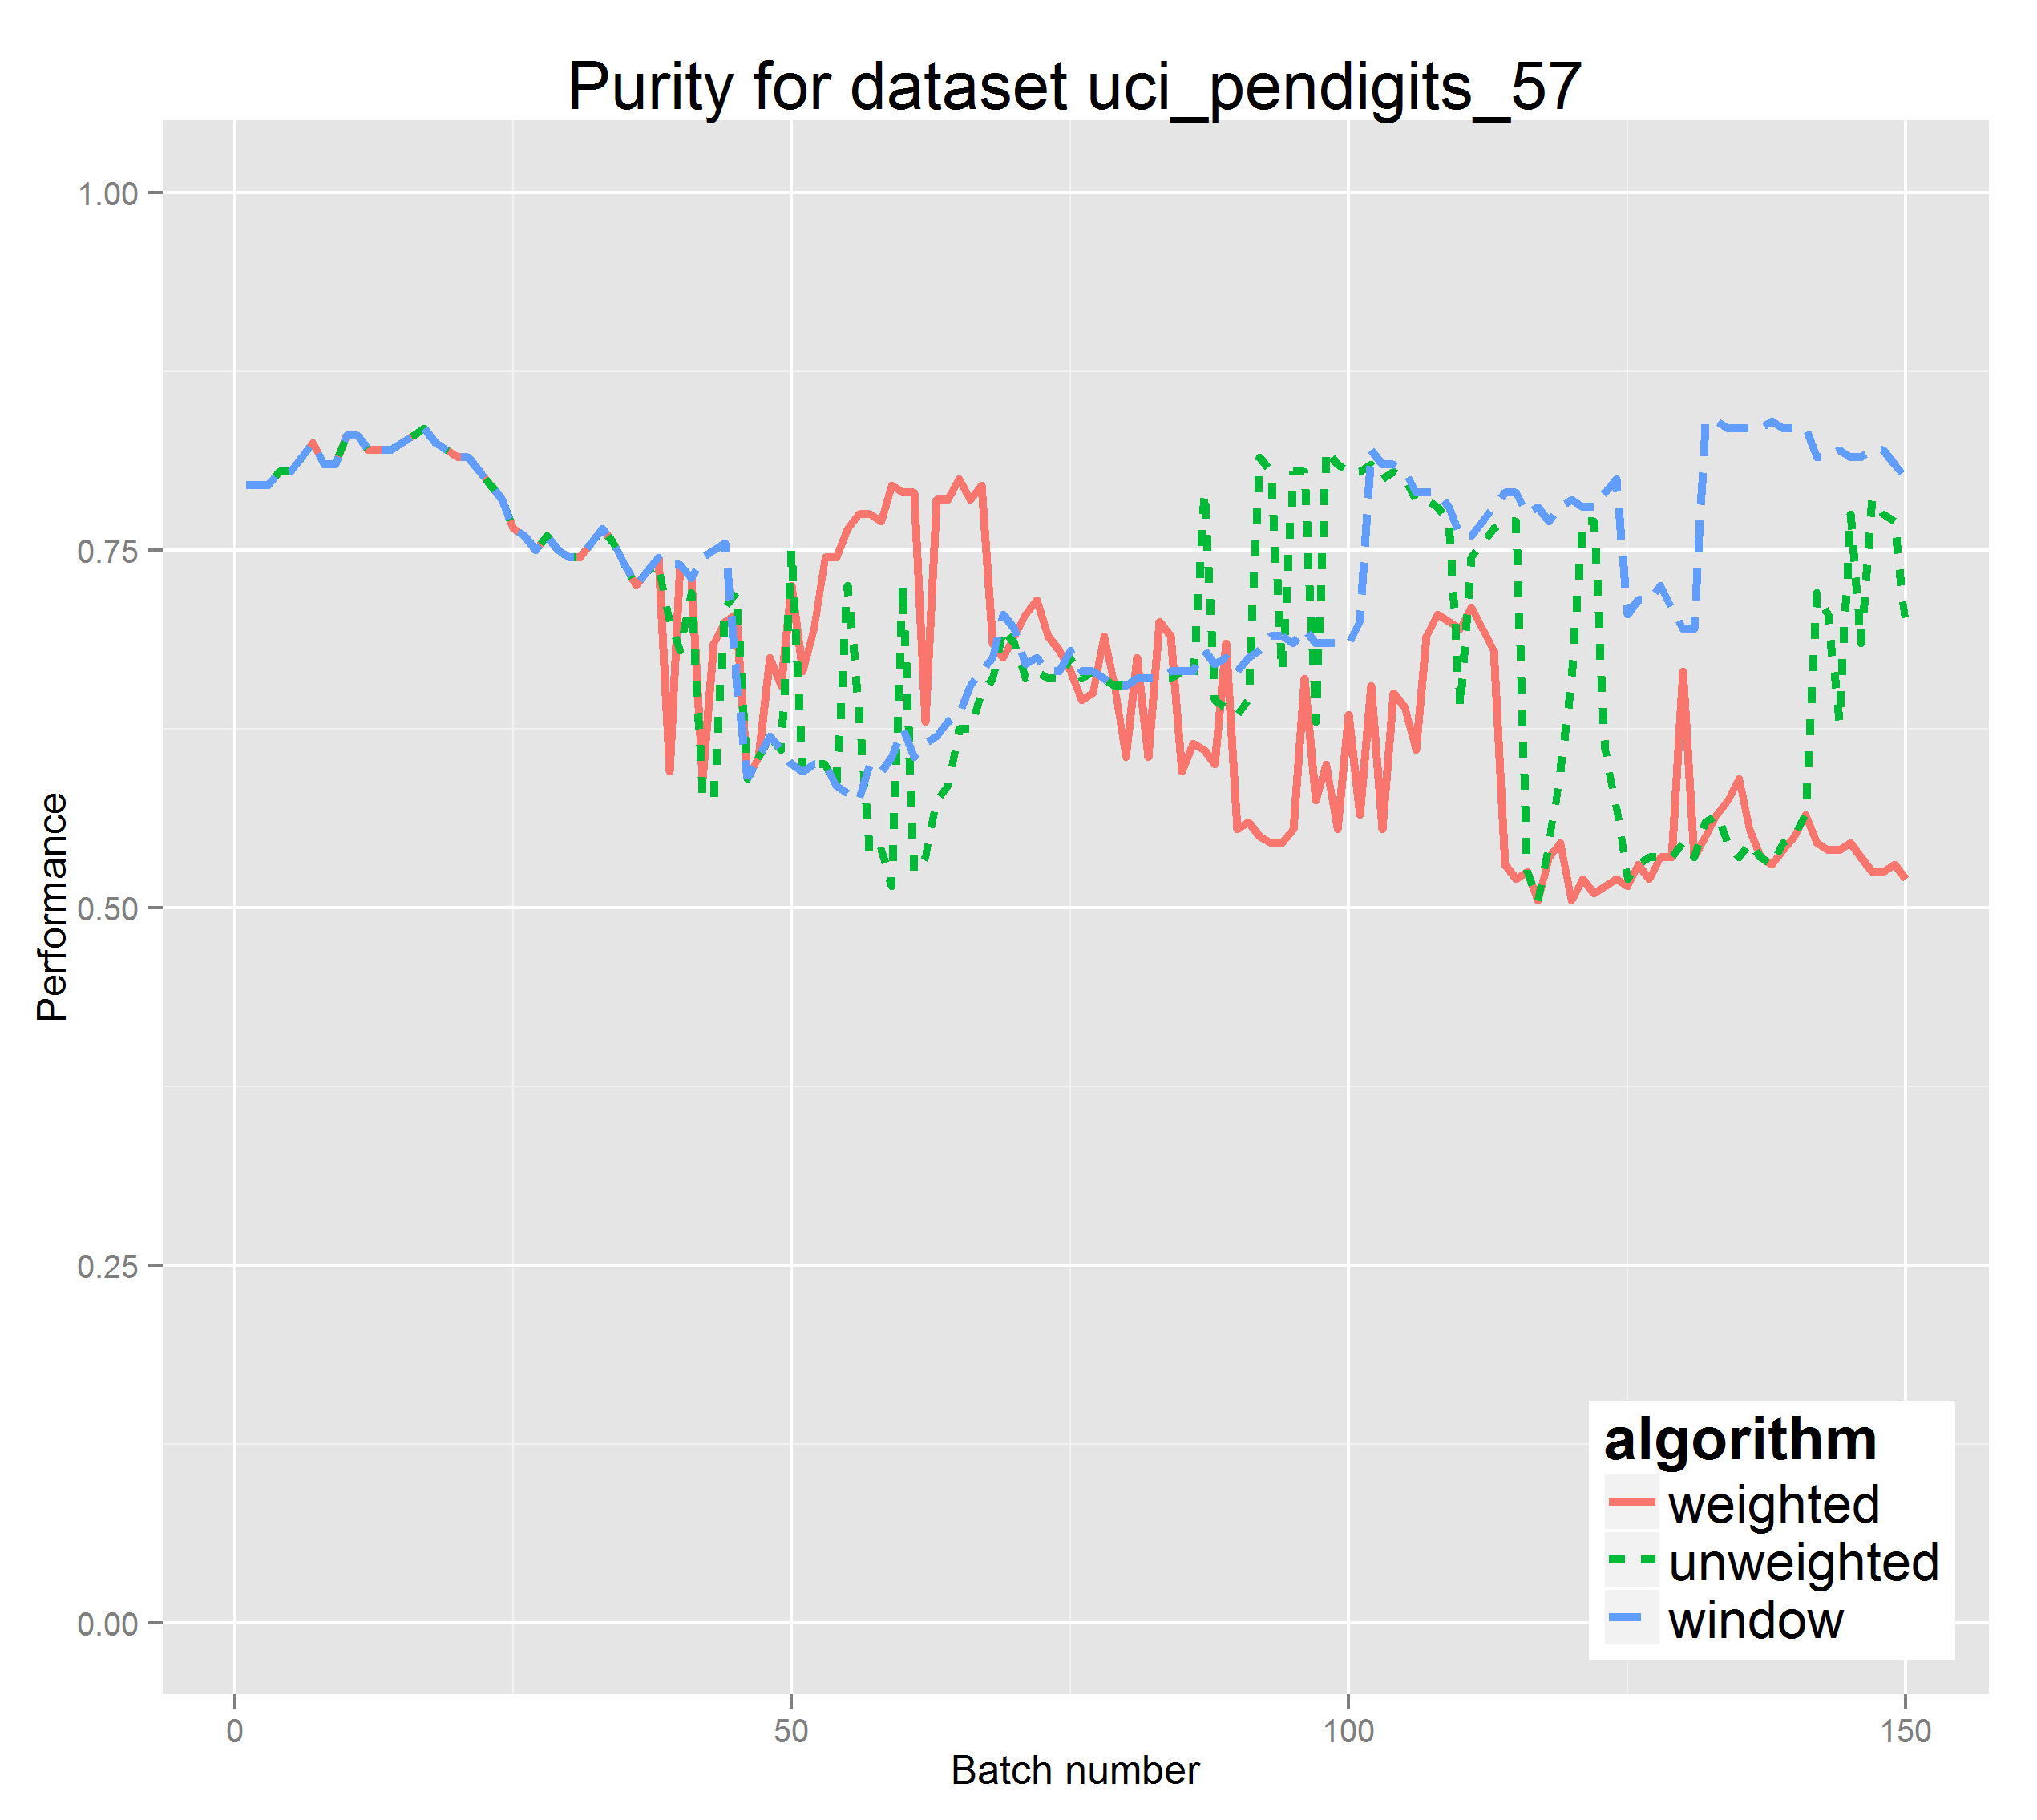 Purity for dataset uci_pendigits_57
1.00
0.75
0.50
0.25
0.00
Performance
0
50
100
150
Batch number
algorithm
weighted
unweighted
window